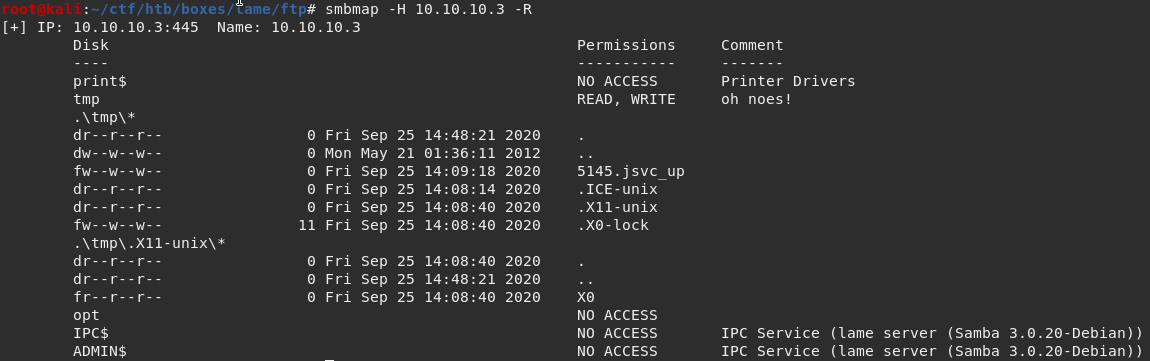 root@kali:~/ctf/htb/boxes/lame/ftp# smbmap -H 10.10.10.3 -R
[+] IP: 10.10.10.3:445  Name: 10.10.10.3
        Disk                                                    Permissions     Comment
        ----                                                    -----------     -------
        print$                                                  NO ACCESS       Printer Drivers
        tmp                                                     READ, WRITE     oh noes!
        .\tmp\*
        dr--r--r--                0 Fri Sep 25 14:48:21 2020    .
        dw--w--w--                0 Mon May 21 01:36:11 2012    ..
        fw--w--w--                0 Fri Sep 25 14:09:18 2020    5145.jsvc_up
        dr--r--r--                0 Fri Sep 25 14:08:14 2020    .ICE-unix
        dr--r--r--                0 Fri Sep 25 14:08:40 2020    .X11-unix
        fw--w--w--               11 Fri Sep 25 14:08:40 2020    .X0-lock
        .\tmp\.X11-unix\*
        dr--r--r--                0 Fri Sep 25 14:08:40 2020    .
        dr--r--r--                0 Fri Sep 25 14:48:21 2020    ..
        fr--r--r--                0 Fri Sep 25 14:08:40 2020    X0
        opt                                                     NO ACCESS
        IPC$                                                    NO ACCESS       IPC Service (lame server (Samba 3.0.20-Debian))
        ADMIN$                                                  NO ACCESS       IPC Service (lame server (Samba 3.0.20-Debian))